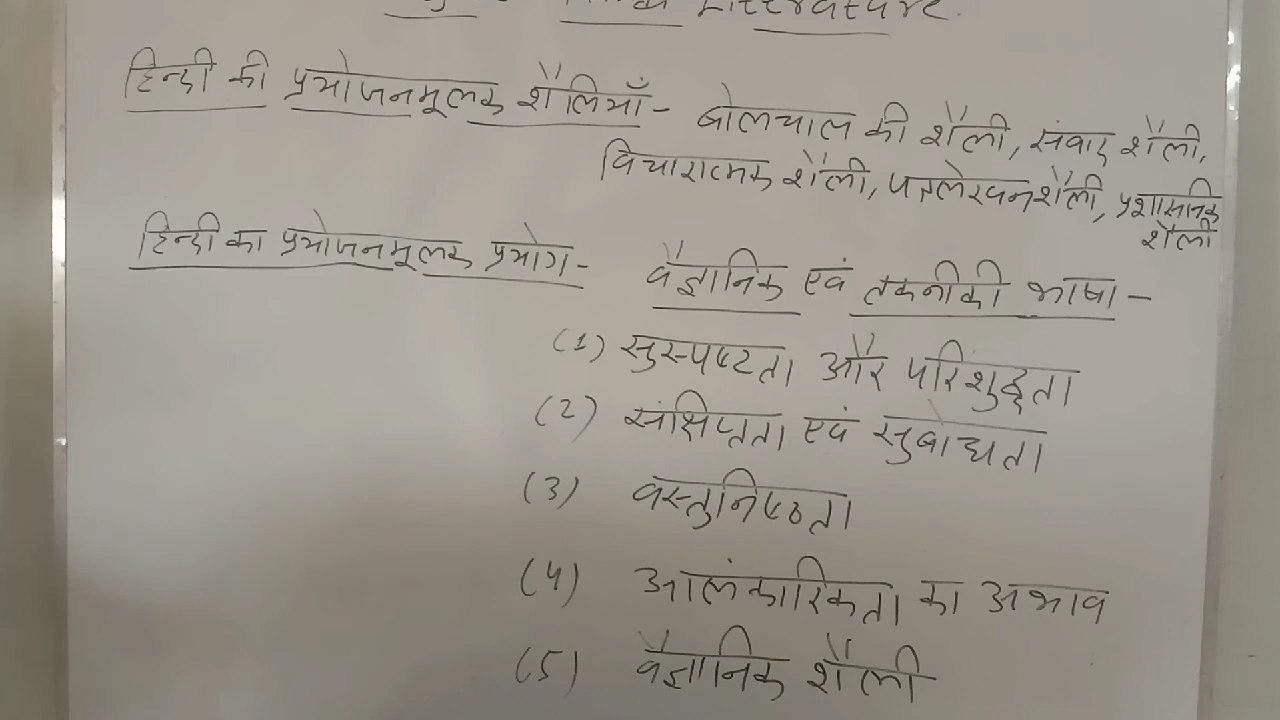 Literature.
हिन्दी की प्रयोजनमूलक शैलियाँ - बोलचाल की शैली, संवाद शैली,
विचारात्मक शैली, पत्रलेखन शैली, प्रशासनिक
शैली
हिन्दी का प्रयोजनमूलक प्रयोग - वैज्ञानिक एवं तकनीकी भाषा -
(1) सुस्पष्टता और परिशुद्धता
(2) संक्षिप्तता एवं सुबोधता
(3) वस्तुनिष्ठता
(4) आलंकारिकता का अभाव
(5) वैज्ञानिक शैली